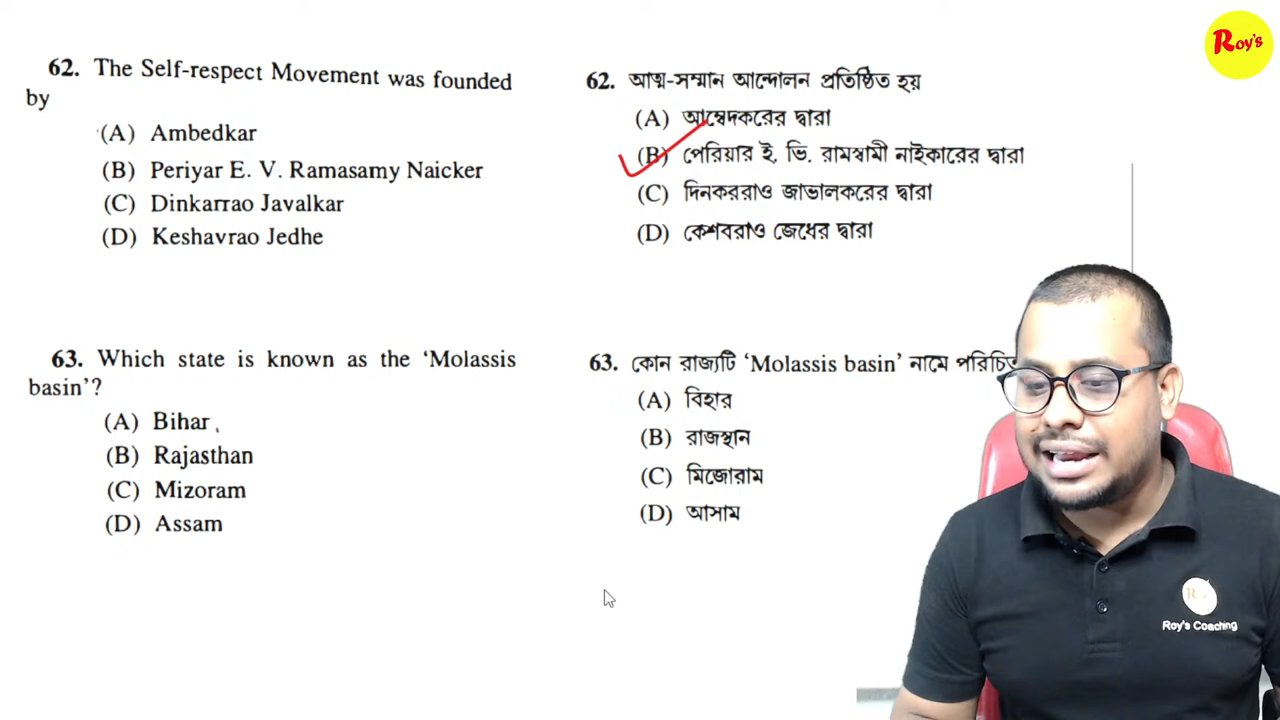 Roy's
62. The Self-respect Movement was founded
by
(A) Ambedkar
(B) Periyar E. V. Ramasamy Naicker
(C) Dinkarrao Javalkar
(D) Keshavrao Jedhe
63. Which state is known as the ‘Molassis
basin’?
(A) Bihar
(B) Rajasthan
(C) Mizoram
(D) Assam
62. আত্ম-সম্মান আন্দোলন প্রতিষ্ঠিত হয়
(A) আম্বেদকরের দ্বারা
(B) পেরিয়ার ই. ভি. রামস্বামী নাইকারের দ্বারা
(C) দিনকররাও জাভালকরের দ্বারা
(D) কেশবরাও জেধের দ্বারা
63. কোন রাজ্যটি ‘Molassis basin’ নামে পরিচিত
(A) বিহার
(B) রাজস্থান
(C) মিজোরাম
(D) আসাম
Roy's Coaching